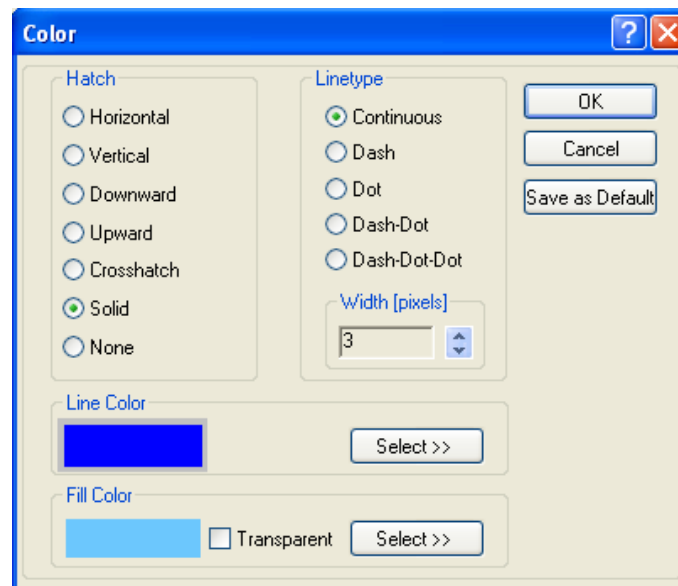 Color
Hatch
Horizontal
Vertical
Downward
Upward
Crosshatch
Solid
None
Linetype
Continuous
Dash
Dot
Dash-Dot
Dash-Dot-Dot
Width [pixels]
3
OK
Cancel
Save as Default
Line Color
Select >>
Fill Color
Transparent
Select >>